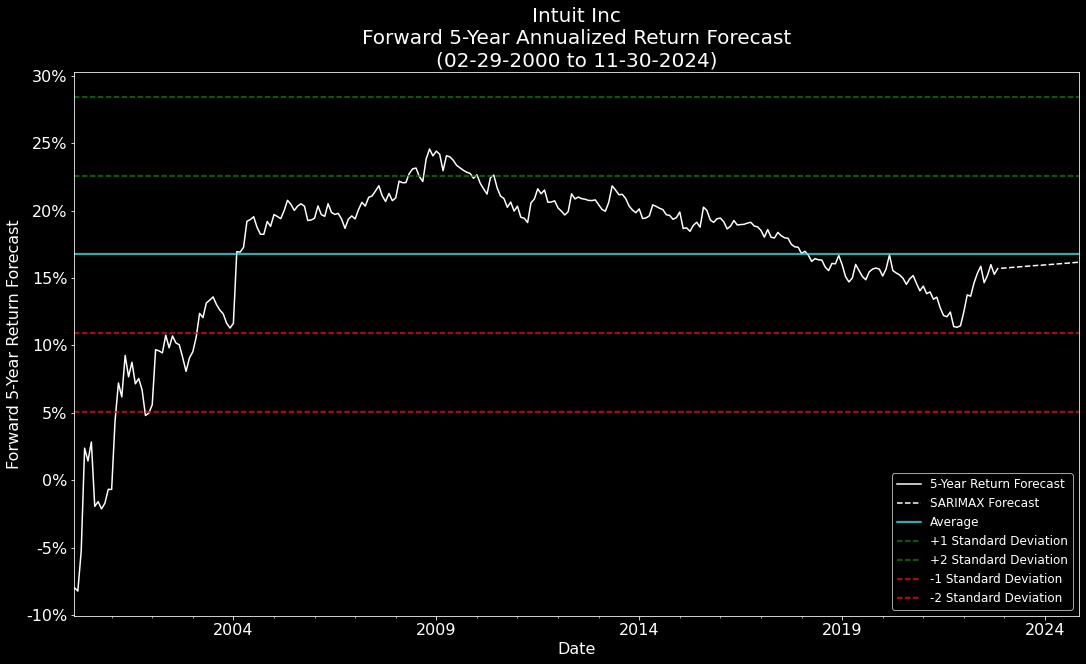 Intuit Inc
Forward 5-Year Annualized Return Forecast
(02-29-2000 to 11-30-2024)
30%
25%
20%
15%
10%
5%
0%
-5%
-10%
Forward 5-Year Return Forecast
2004
2009
2014
2019
2024
Date
5-Year Return Forecast
SARIMAX Forecast
Average
+1 Standard Deviation
+2 Standard Deviation
-1 Standard Deviation
-2 Standard Deviation